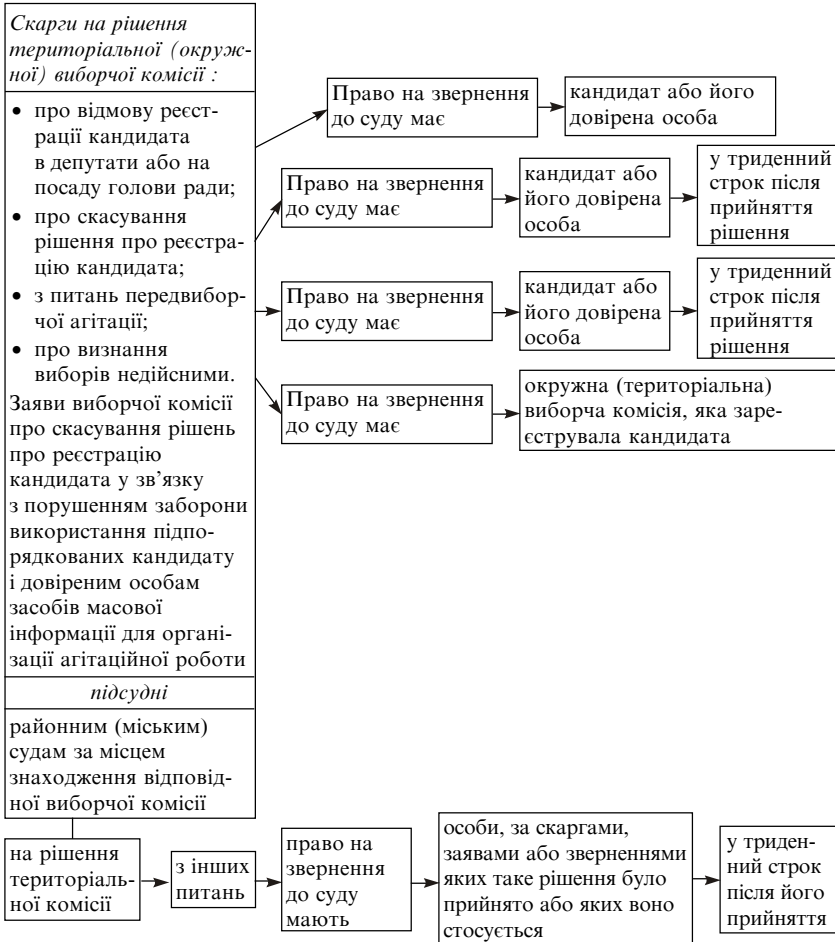 Скарги на рішення
територіальної (окруж-
ної) виборчої комісії :
• про відмову реєст-
рації кандидата
в депутати або на
посаду голови ради;
• про скасування
рішення про реєстра-
цію кандидата;
• з питань передвибор-
чої агітації;
• про визнання
виборів недійсними.
Заяви виборчої комісії
про скасування рішень
про реєстрацію
кандидата у зв’язку
з порушенням заборони
використання підпо-
рядкованих кандидату
і довіреним особам
засобів масової
інформації для органі-
зації агітаційної роботи
підсудні
районним (міським)
судам за місцем
знаходження відповід-
ної виборчої комісії
Право на звернення
до суду має
кандидат або його
довірена особа
Право на звернення
до суду має
кандидат або
його довірена
особа
у триденний
строк після
прийняття
рішення
Право на звернення
до суду має
кандидат або
його довірена
особа
у триденний
строк після
прийняття
рішення
Право на звернення
до суду має
окружна (територіальна)
виборча комісія, яка заре-
єструвала кандидата
на рішення
територіаль-
ної комісії
з інших
питань
право на
звернення
до суду
мають
особи, за скаргами,
заявами або зверненнями
яких таке рішення було
прийнято або яких воно
стосується
у триден-
ний строк
після його
прийняття